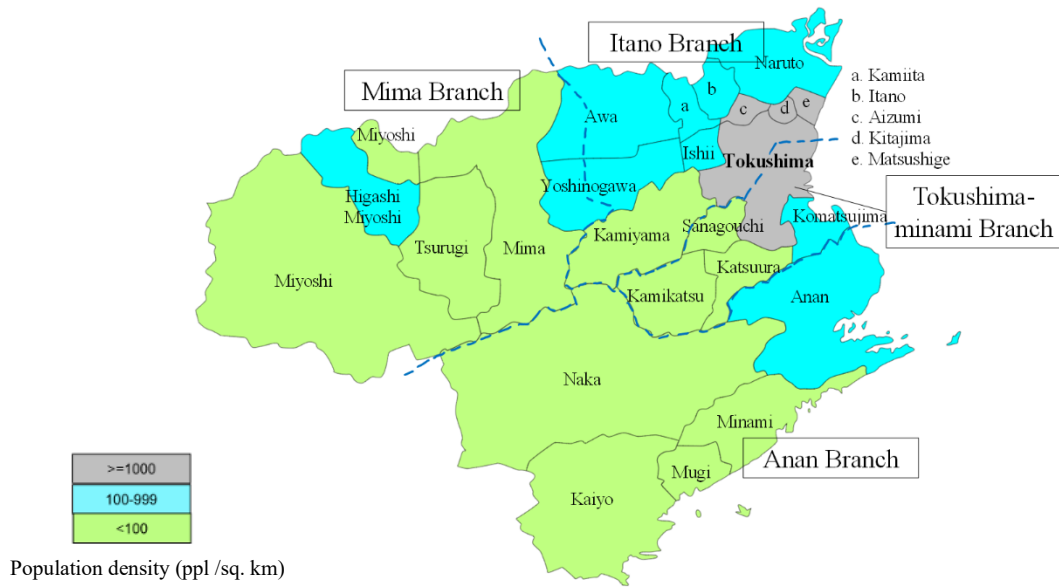 Itano Branch
Naruto
Mima Branch
a. Kamiita
b. Itano
c. Aizumi
d. Kitajima
e. Matsushige
b
c
d
e
a
Awa
Miyoshi
Ishii
Tokushima
Yoshinogawa
Higashi
Miyoshi
Tokushima-
minami Branch
Komatsujima
Sanagouchi
Kamiyama
Tsurugi
Mima
Katsuura
Miyoshi
Kamikatsu
Anan
Naka
Minami
Anan Branch
Mugi
Kaiyo
>=1000
100-999
<100
Population density (ppl /sq. km)